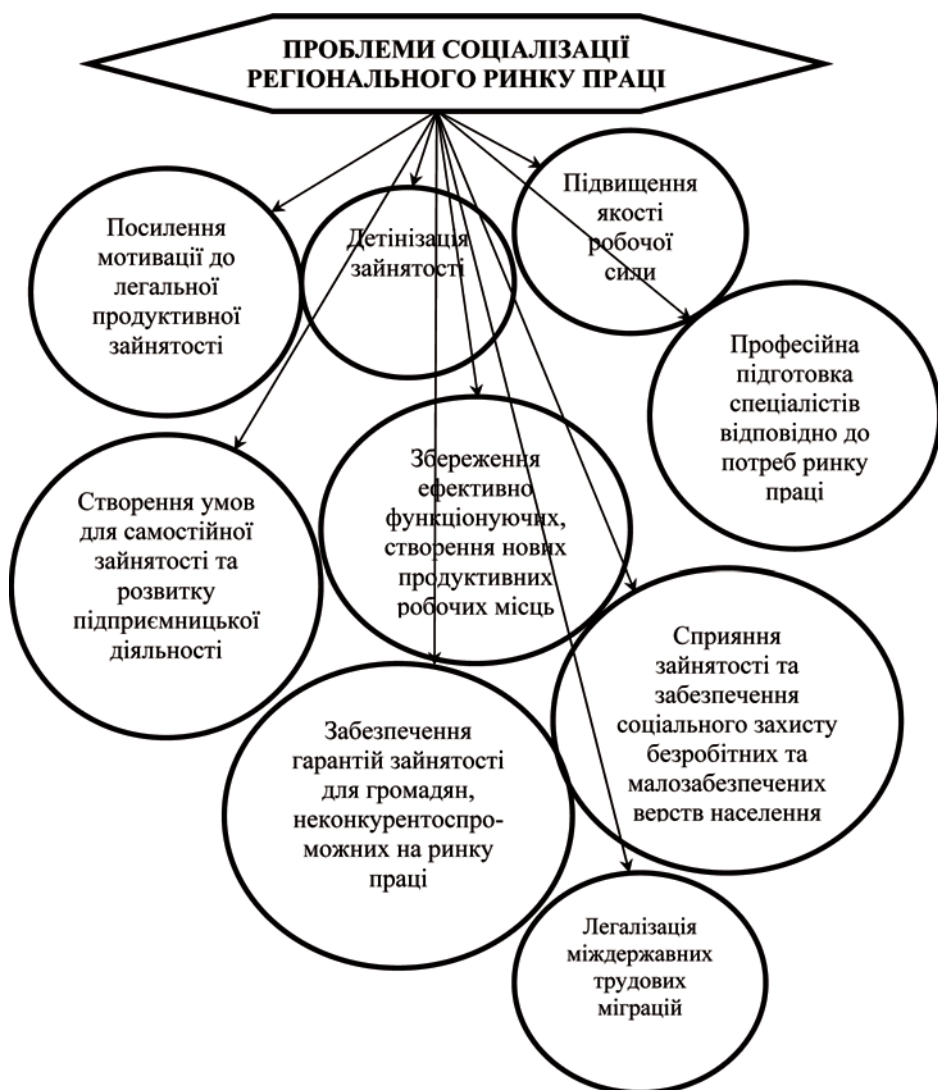 ПРОБЛЕМИ СОЦІАЛІЗАЦІЇ
РЕГІОНАЛЬНОГО РИНКУ ПРАЦІ
Посилення
мотивації до
легальної
продуктивної
зайнятості
Детінізація
зайнятості
Підвищення
якості
робочої
сили
Професійна
підготовка
спеціалістів
відповідно до
потреб ринку
праці
Створення умов
для самостійної
зайнятості та
розвитку
підприємницької
діяльності
Збереження
ефективно
функціонуючих,
створення нових
продуктивних
робочих місць
Сприяння
зайнятості та
забезпечення
соціального захисту
безробітних та
малозабезпечених
верств населення
Забезпечення
гарантій зайнятості
для громадян,
неконкурентоспро-
можних на ринку
праці
Легалізація
міждержавних
трудових
міграцій